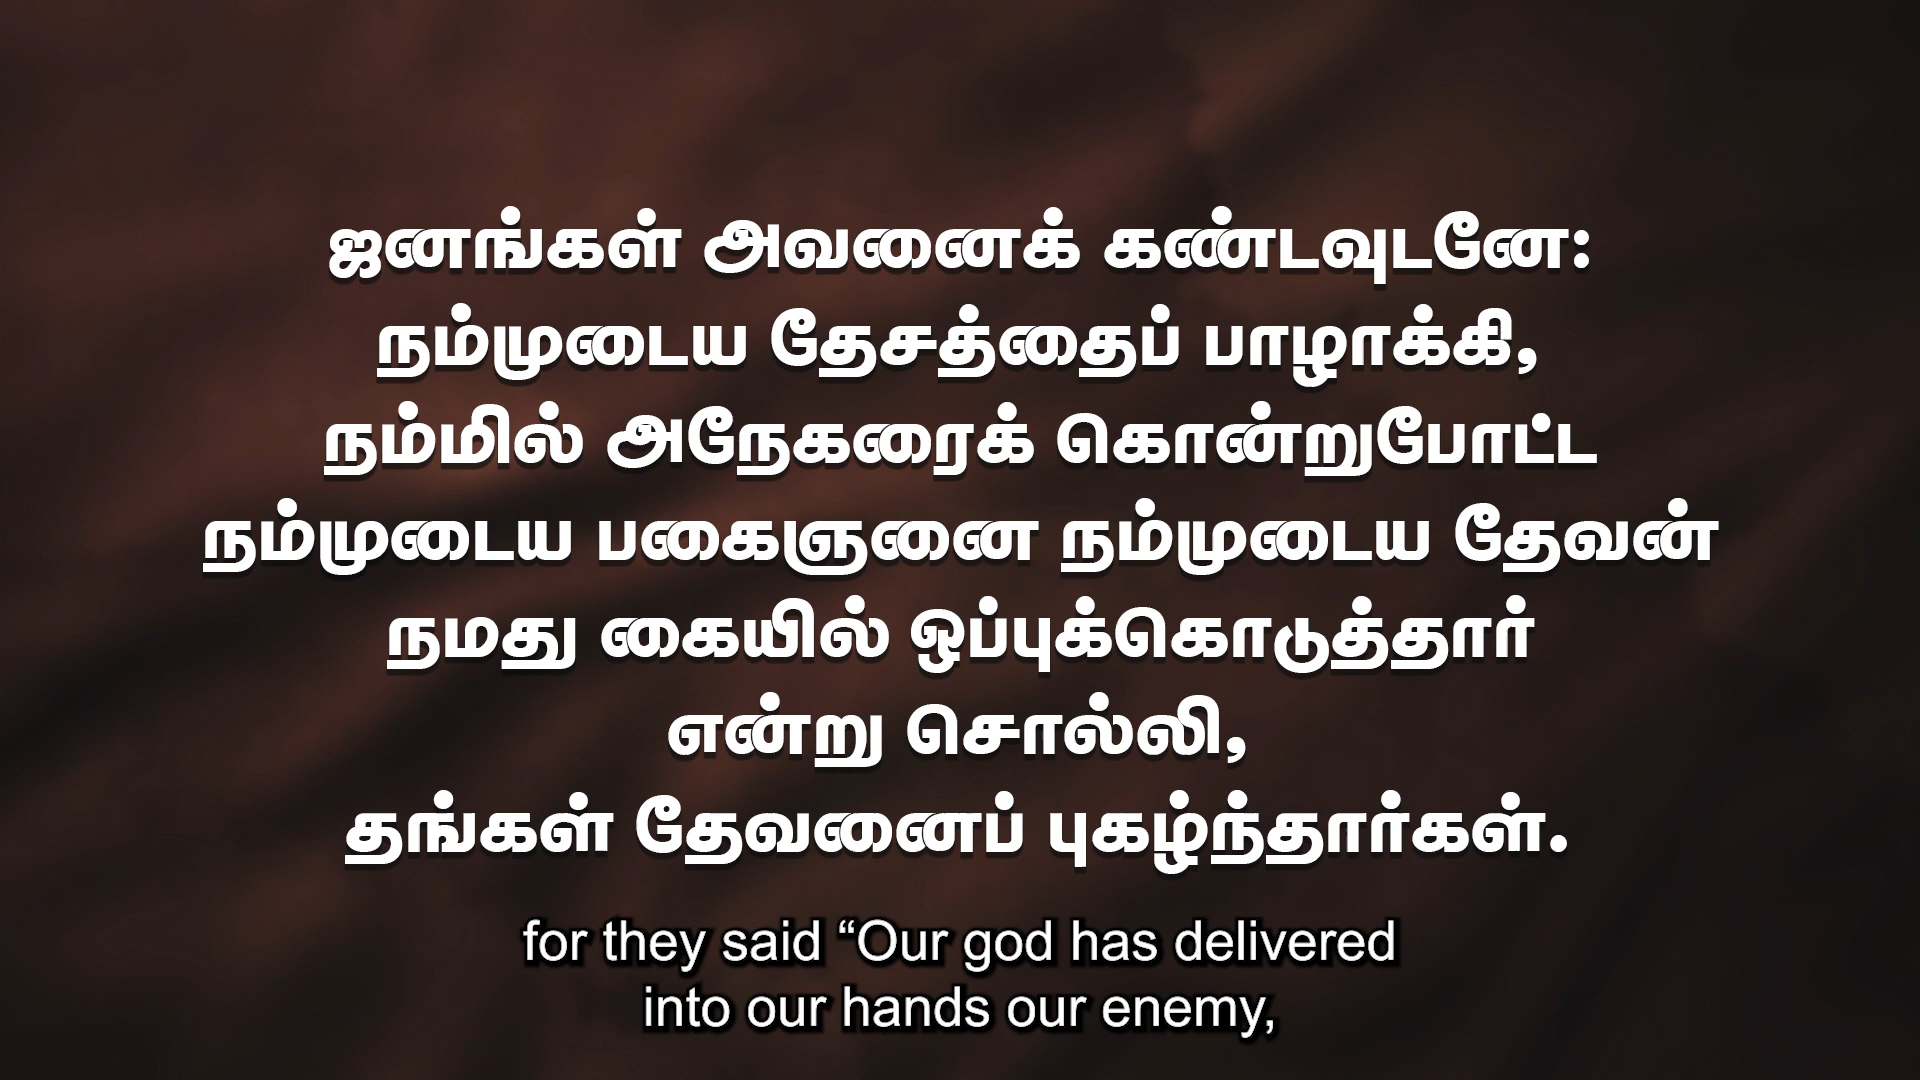 ஜனங்கள் அவனைக் கண்டவுடனே:
நம்முடைய தேசத்தைப் பாழாக்கி,
நம்மில் அநேகரைக் கொன்றுபோட்ட
நம்முடைய பகைஞனை நம்முடைய தேவன்
நமது கையில் ஒப்புக்கொடுத்தார்
என்று சொல்லி,
தங்கள் தேவனைப் புகழ்ந்தார்கள்.
for they said “Our god has delivered
into our hands our enemy,